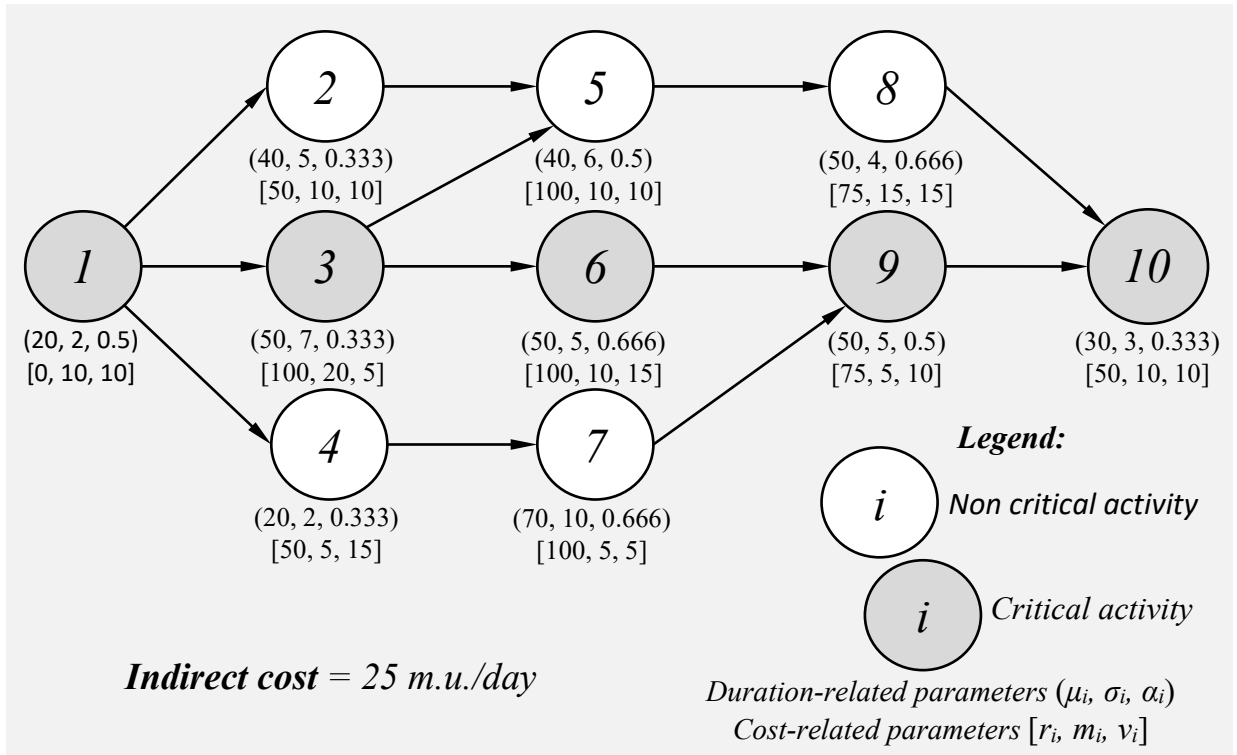 2
5
8
(40, 5, 0.333)
[50, 10, 10]
(40, 6, 0.5)
[100, 10, 10]
(50, 4, 0.666)
[75, 15, 15]
1
3
6
9
10
(20, 2, 0.5)
[0, 10, 10]
(50, 7, 0.333)
[100, 20, 5]
(50, 5, 0.666)
[100, 10, 15]
(50, 5, 0.5)
[75, 5, 10]
(30, 3, 0.333)
[50, 10, 10]
4
7
(20, 2, 0.333)
[50, 5, 15]
(70, 10, 0.666)
[100, 5, 5]
Legend:
i Non critical activity
i Critical activity
Indirect cost = 25 m.u./day
Duration-related parameters (μi, σi, αi)
Cost-related parameters [ri, mi, vi]